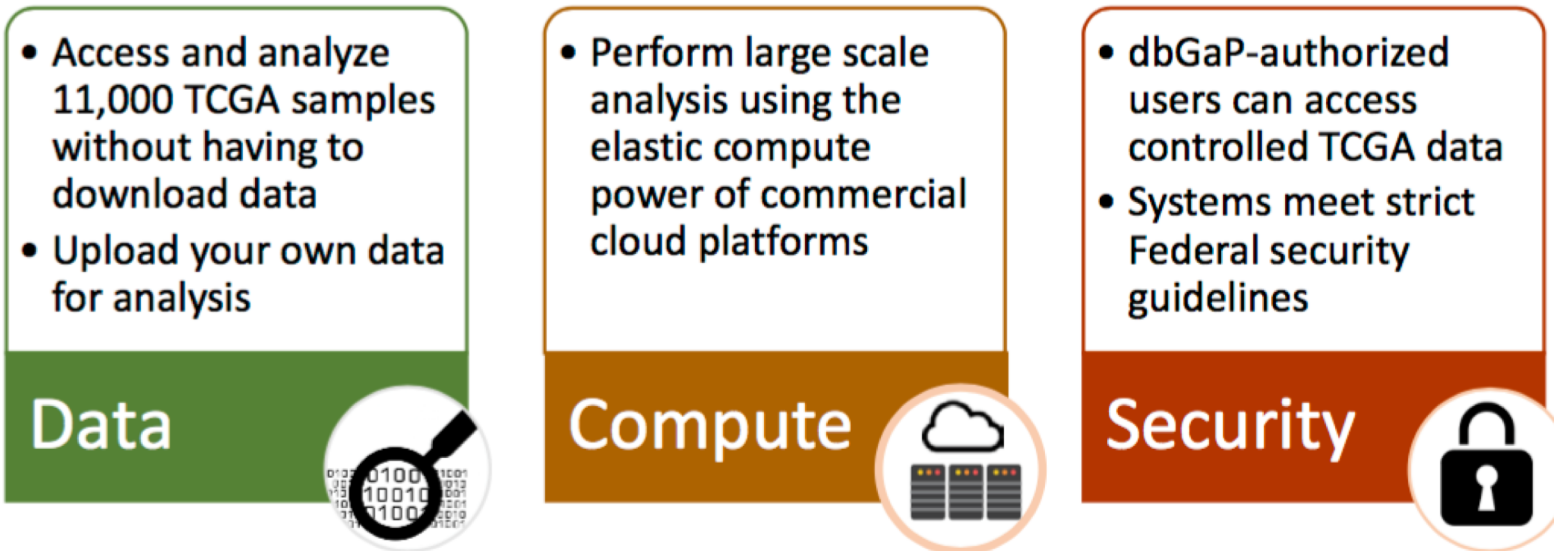 • Access and analyze
11,000 TCGA samples
without having to
download data
• Upload your own data
for analysis
Data
• Perform large scale
analysis using the
elastic compute
power of commercial
cloud platforms
Compute
• dbGaP-authorized
users can access
controlled TCGA data
• Systems meet strict
Federal security
guidelines
Security